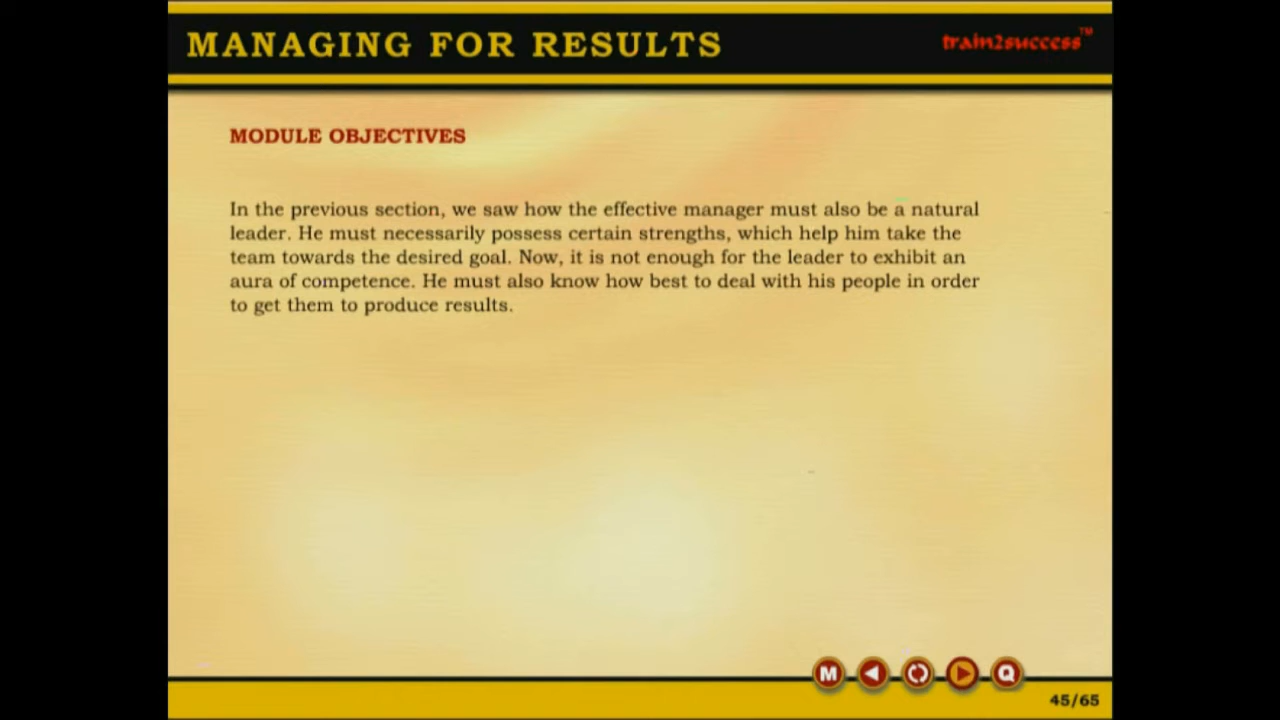 MANAGING FOR RESULTS
train2success™
MODULE OBJECTIVES
In the previous section, we saw how the effective manager must also be a natural
leader. He must necessarily possess certain strengths, which help him take the
team towards the desired goal. Now, it is not enough for the leader to exhibit an
aura of competence. He must also know how best to deal with his people in order
to get them to produce results.
M
Q
45/65